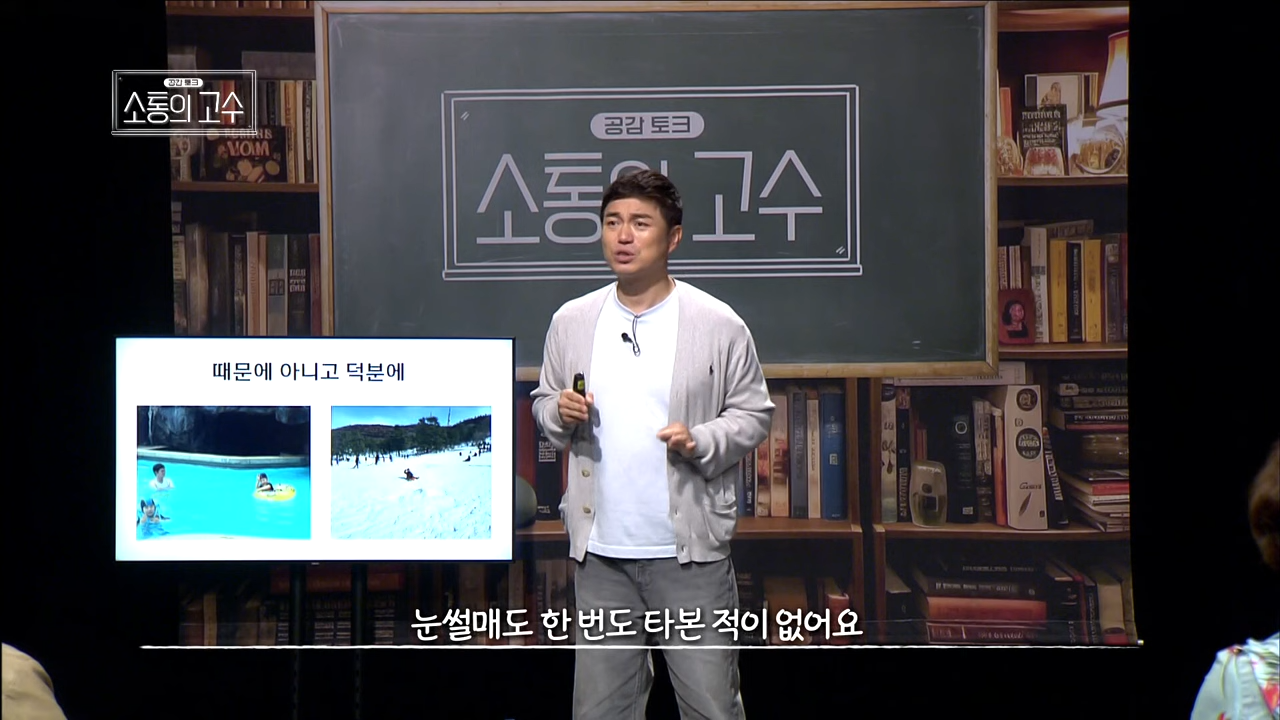 공감 토크
소통의 고수
공감 토크
소통의 고수
때문에 아니고 덕분에
눈썰매도 한 번도 타본 적이 없어요